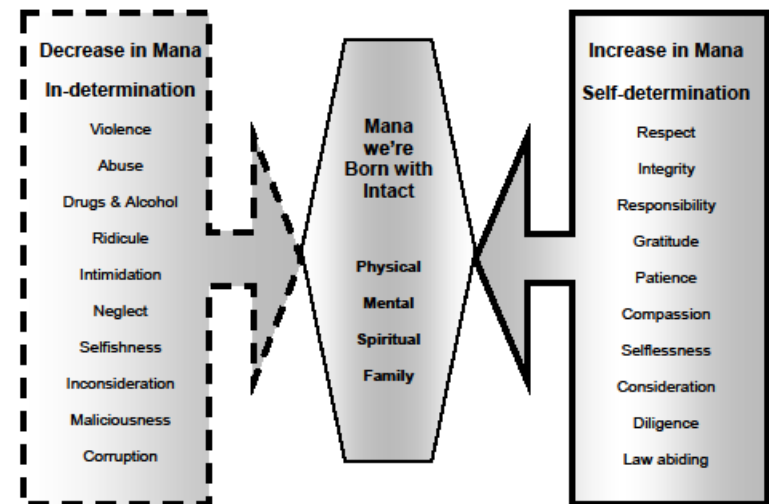 Decrease in Mana
In-determination
Violence
Abuse
Drugs & Alcohol
Ridicule
Intimidation
Neglect
Selfishness
Inconsideration
Maliciousness
Corruption
Mana
we're
Born with
Intact
Physical
Mental
Spiritual
Family
Increase in Mana
Self-determination
Respect
Integrity
Responsibility
Gratitude
Patience
Compassion
Selflessness
Consideration
Diligence
Law abiding